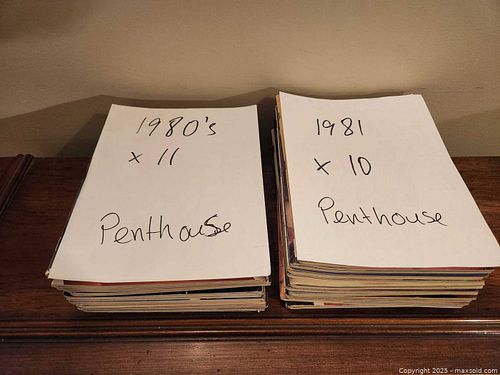 1980's
x 11
Penthouse
1981
x 10
Penthouse
Copyright 2025 - maxsold.com